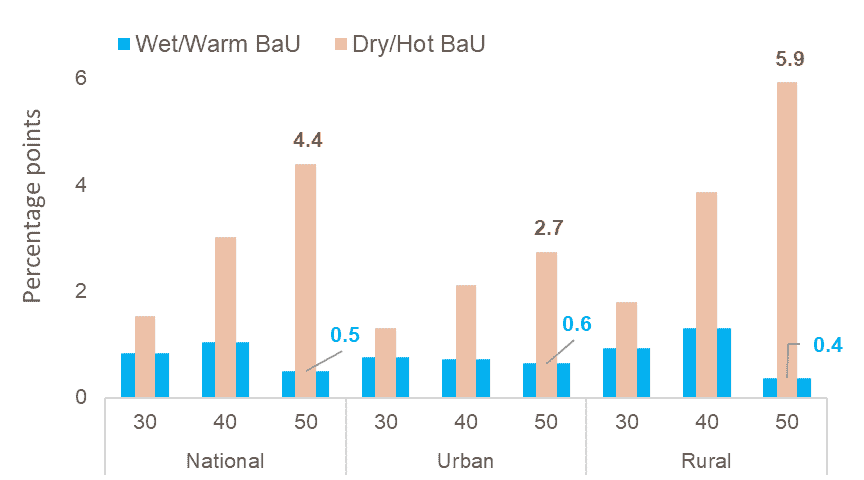 Wet/Warm BaU Dry/Hot BaU
Percentage points
6
4
2
0
5.9
4.4
2.7
0.5
0.6
0.4
30 40 50 30 40 50 30 40 50
National Urban Rural